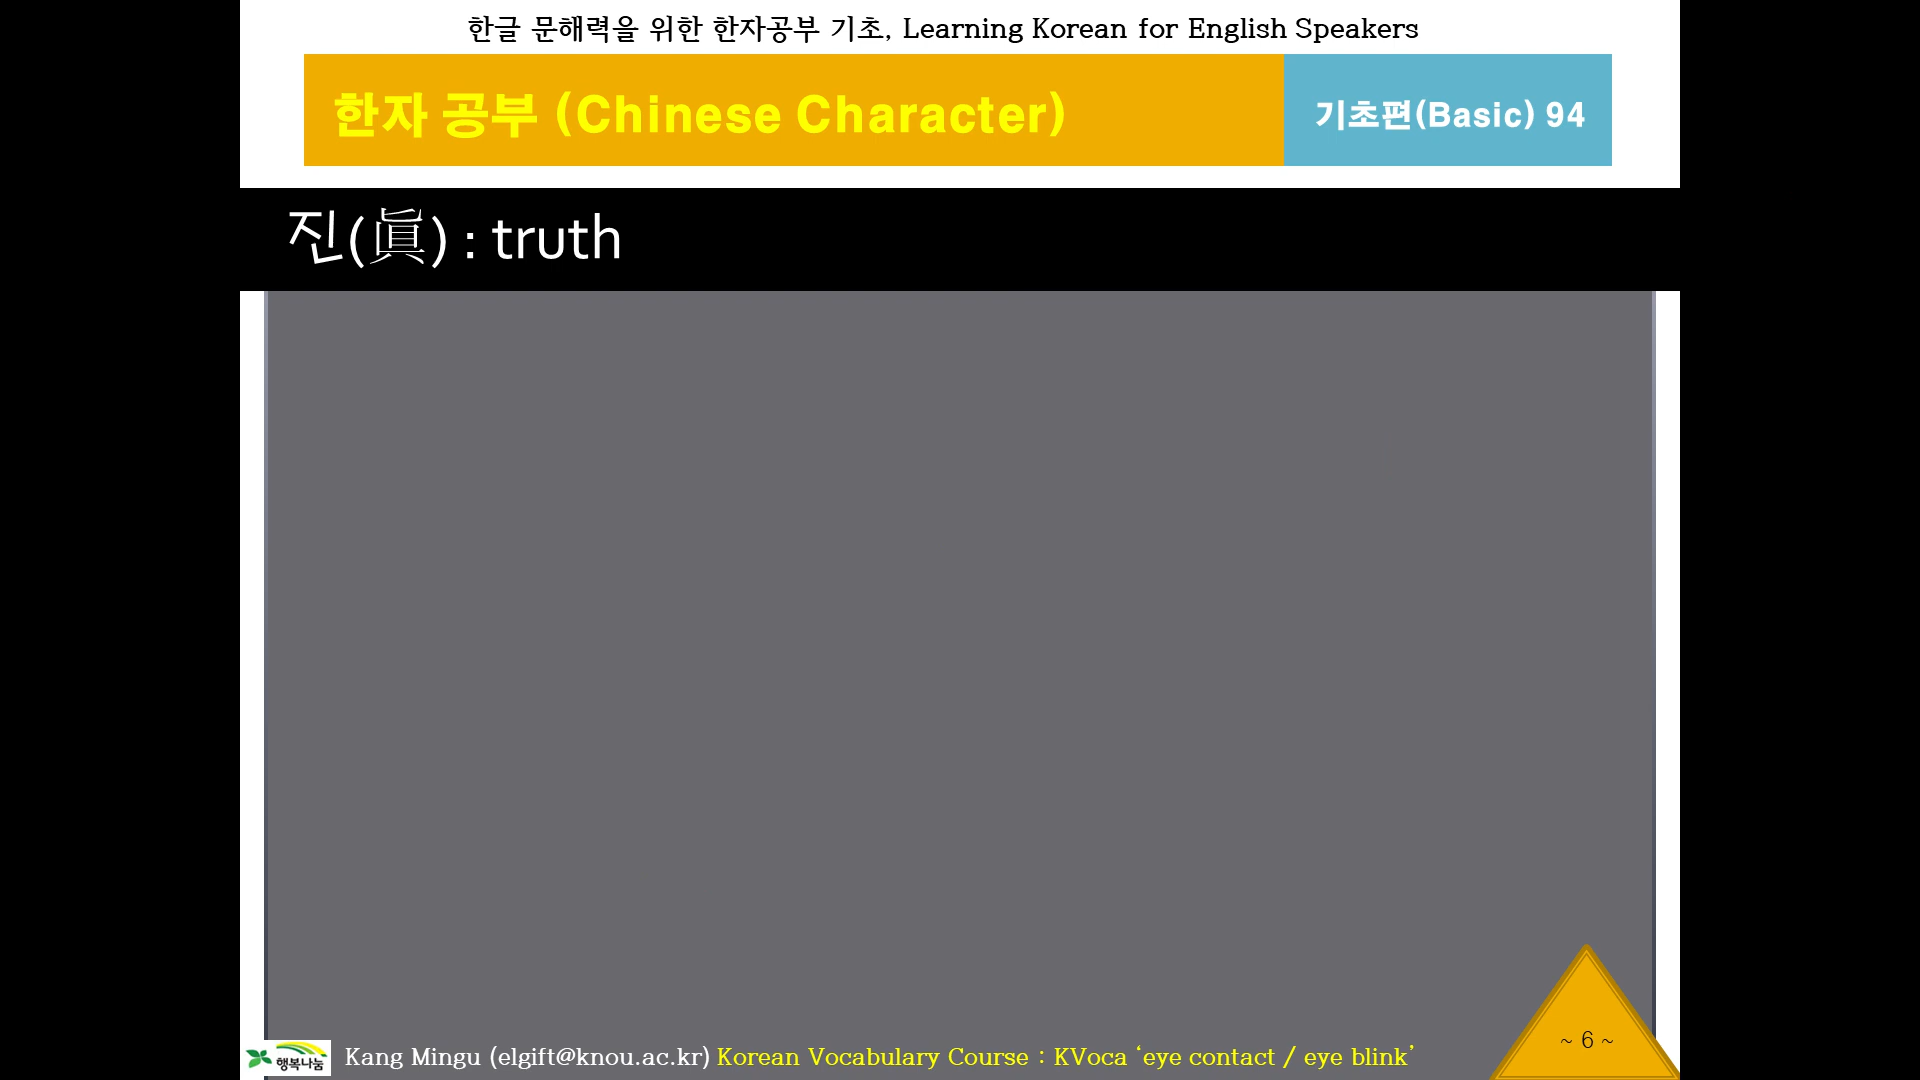 한글 문해력을 위한 한자공부 기초, Learning Korean for English Speakers
한자 공부 (Chinese Character)
기초편(Basic) 94
진(眞) : truth
~ 6 ~
행복나눔
Kang Mingu (elgift@knou.ac.kr) Korean Vocabulary Course : KVoca ‘eye contact / eye blink’